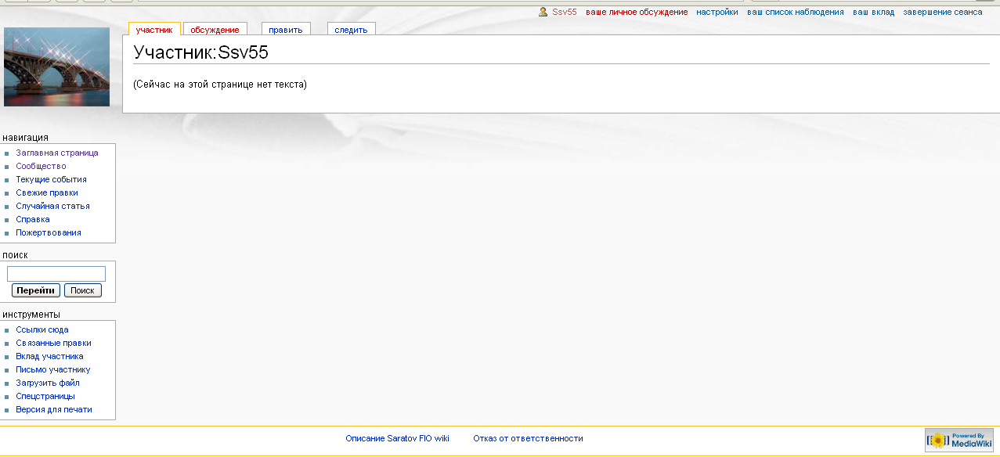 Ssv55 ваше личное обсуждение настройки ваш список наблюдения ваш вклад завершение сеанса
участник обсуждение править следить
Участник:Ssv55
(Сейчас на этой странице нет текста)
навигация
Заглавная страница
Сообщество
Текущие события
Свежие правки
Случайная статья
Справка
Пожертвования
поиск
Перейти Поиск
инструменты
Ссылки сюда
Связанные правки
Вклад участника
Письмо участнику
Загрузить файл
Спецстраницы
Версия для печати
Описание Saratov FIO wiki Отказ от ответственности
Powered By
MediaWiki